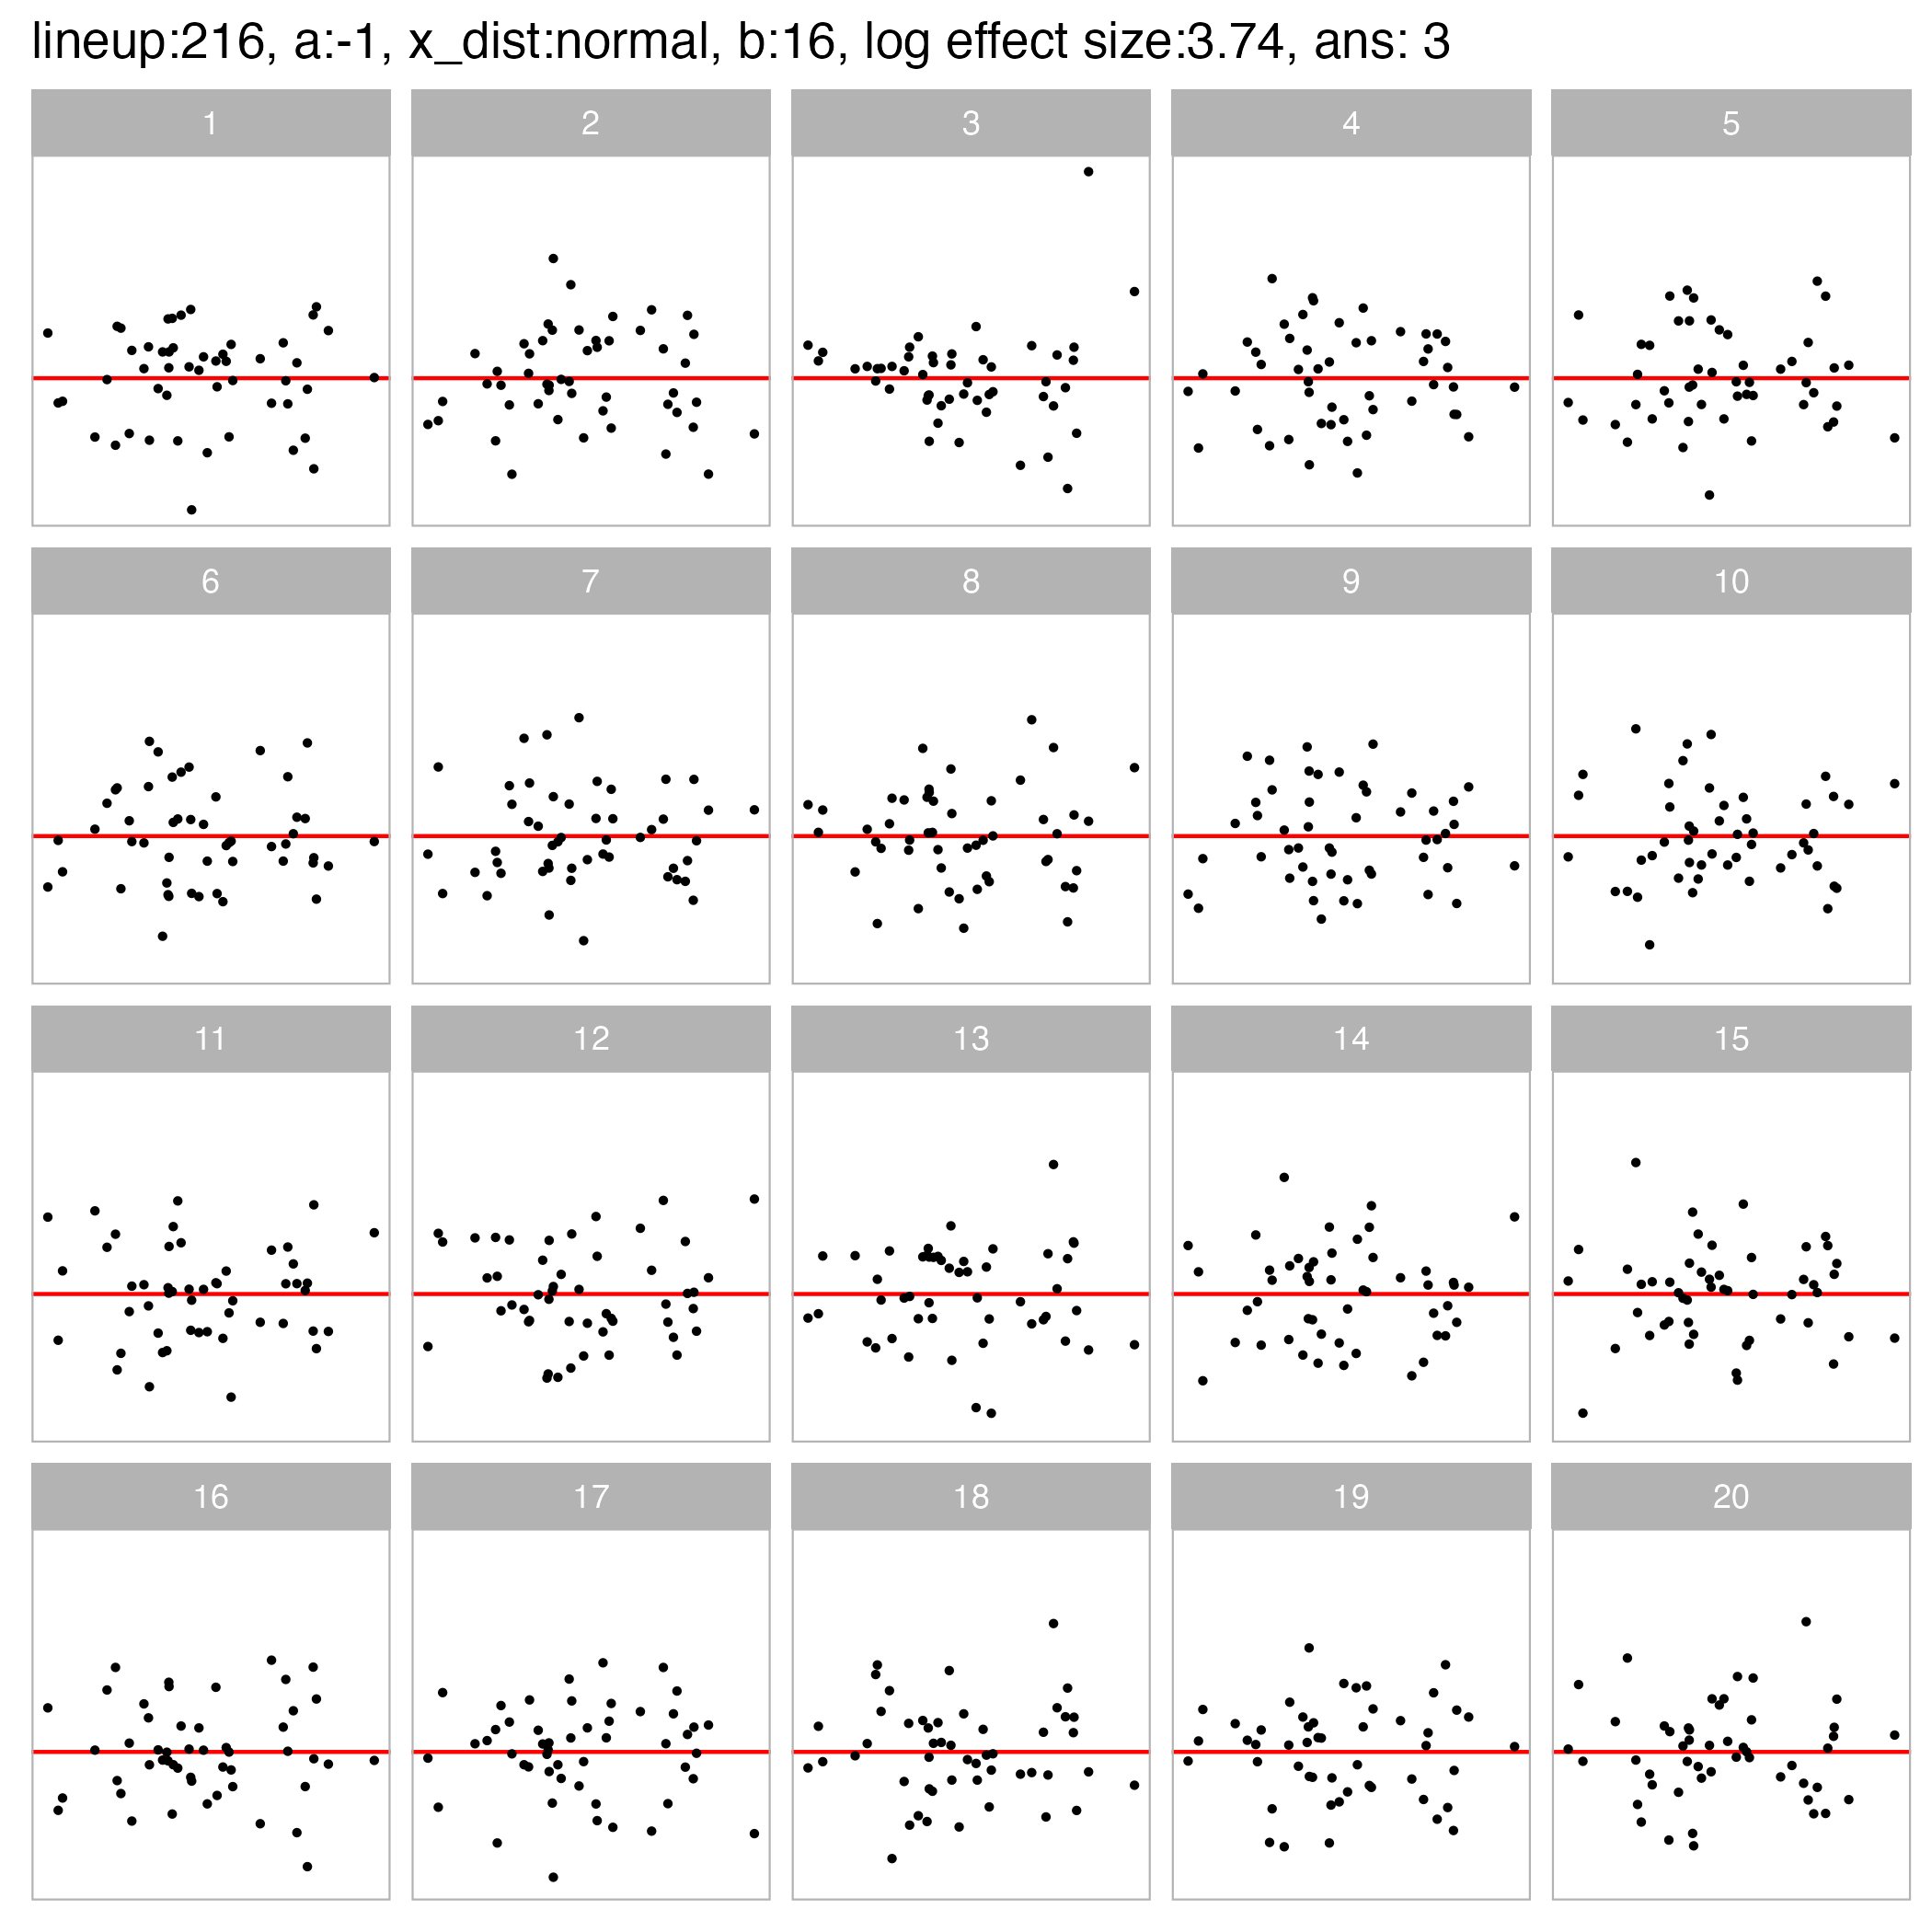 lineup:216, a:-1, x_dist:normal, b:16, log effect size:3.74, ans: 3
1 2 3 4 5
6 7 8 9 10
11 12 13 14 15
16 17 18 19 20